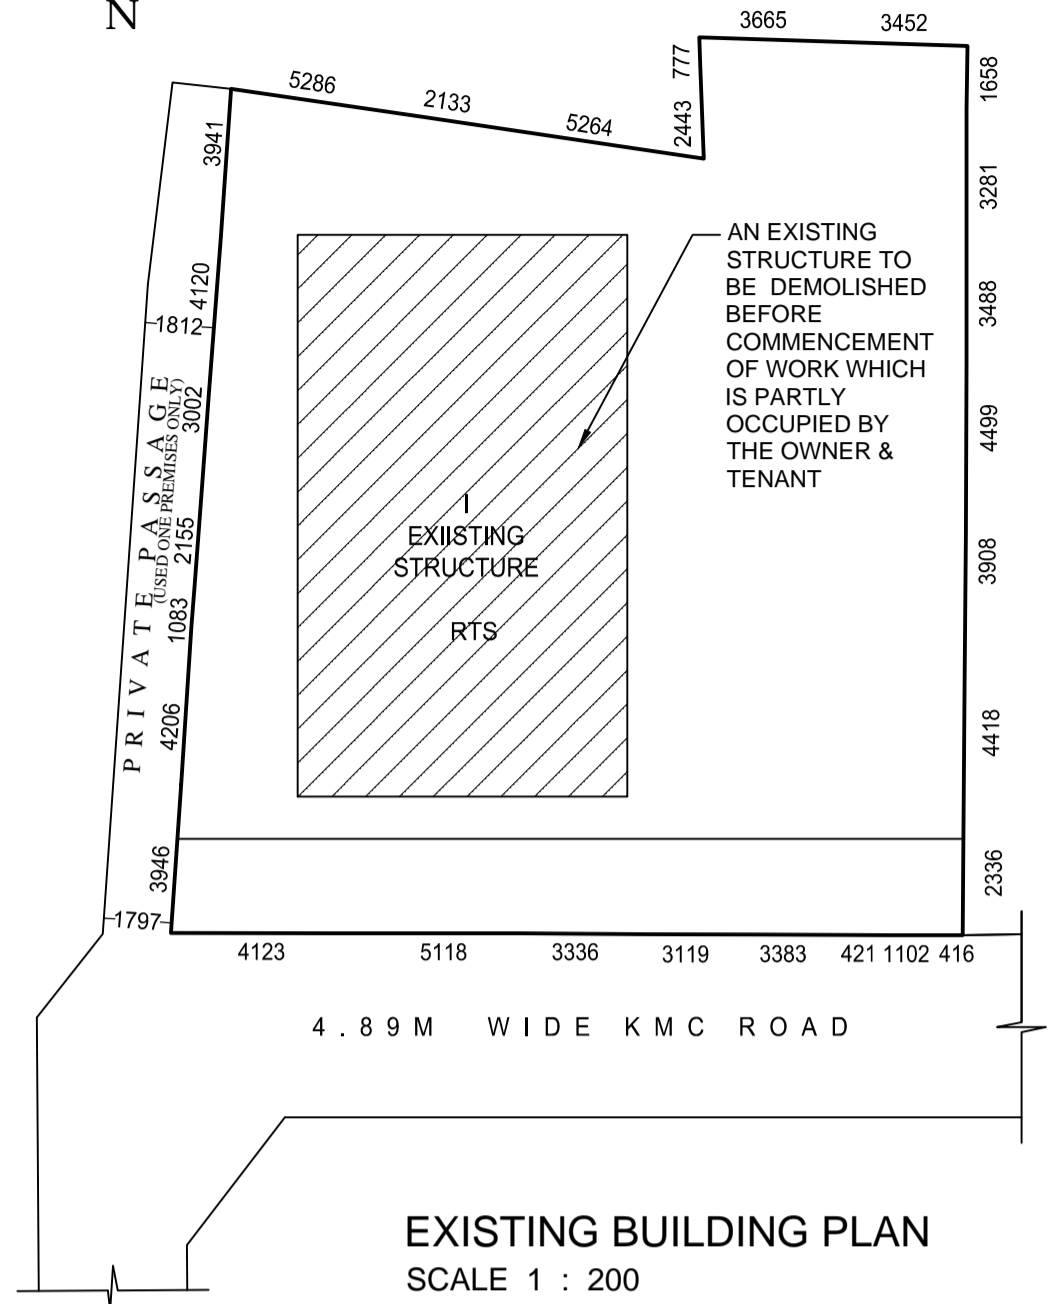 N
3665 3452
777
2443
1658
5286
2133
5264
3941
3281
AN EXISTING
STRUCTURE TO
BE DEMOLISHED
BEFORE
COMMENCEMENT
OF WORK WHICH
IS PARTLY
OCCUPIED BY
THE OWNER &
TENANT
4120
3488
1812
3002
4499
PRIVATE PASSAGE
(USED ONE PREMISES ONLY)
I
EXIISTING
STRUCTURE
RTS
2155
3908
1083
4206
4418
3946
2336
1797
4123 5118 3336 3119 3383 421 1102 416
4.89M WIDE KMC ROAD
EXISTING BUILDING PLAN
SCALE 1 : 200